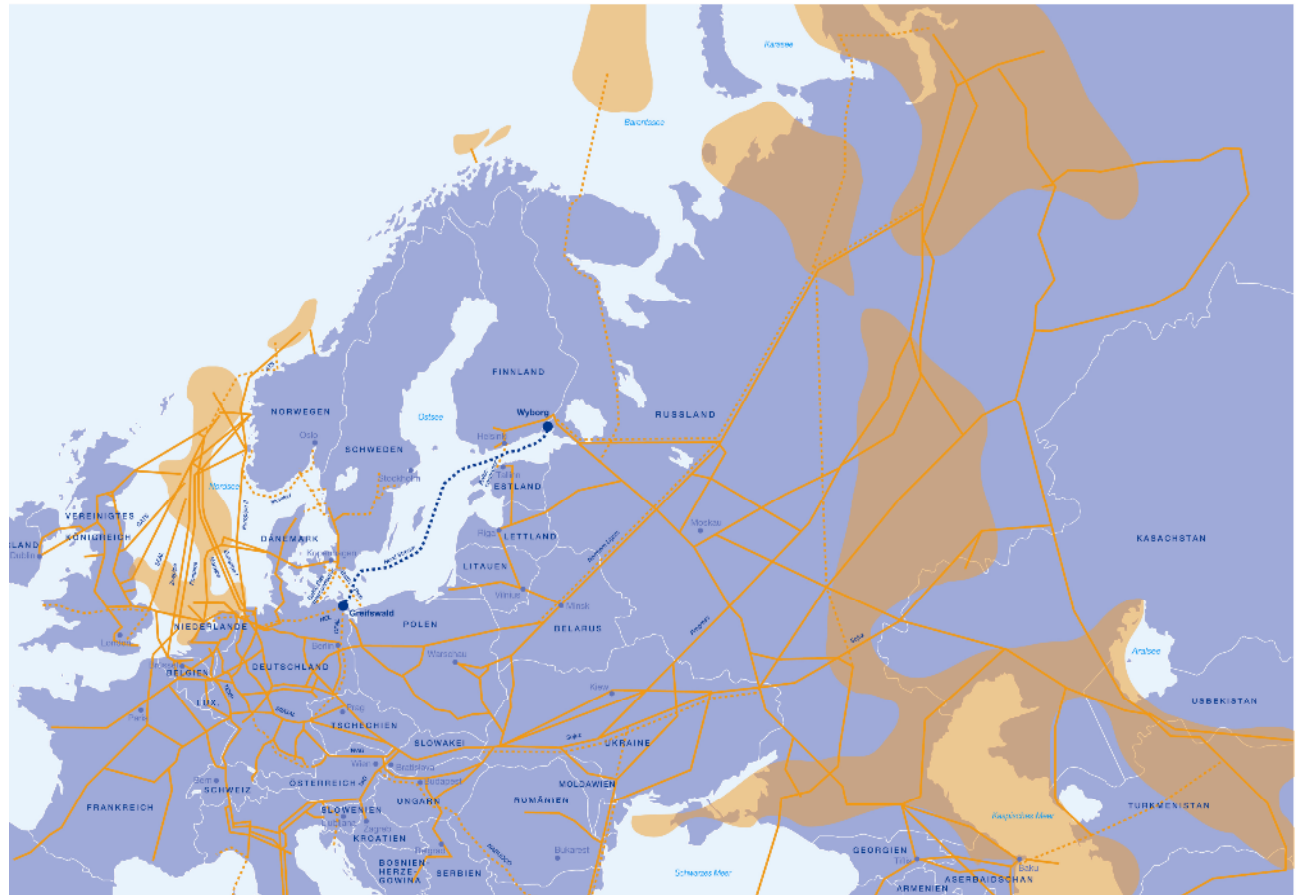 Karasee
Barentssee
FINNLAND
Wyborg
Ostsee
RUSSLAND
NORWEGEN
Oslo
Helsinki
SCHWEDEN
Stockholm
Tallinn
ESTLAND
Nordsee
VEREINIGTES
KÖNIGREICH
Dublin
DÄNEMARK
Riga
LETTLAND
Moskau
KASACHSTAN
Kopenhagen
LITAUEN
Vilnius
Minsk
Greifswald
NIEDERLANDE
POLEN
BELARUS
London
Berlin
Warschau
DEUTSCHLAND
BELGIEN
Aralsee
LUX.
Kiew
USBEKISTAN
Paris
Prag
TSCHECHIEN
SLOWAKEI
UKRAINE
Wien
Bratislava
Bern
ÖSTERREICH
Budapest
MOLDAWIEN
SCHWEIZ
UNGARN
RUMÄNIEN
FRANKREICH
SLOWENIEN
Ljubljana
Zagreb
KROATIEN
Kaspisches Meer
TURKMENISTAN
Belgrad
Bukarest
BOSNIEN-
HERZE-
GOWINA
SERBIEN
Schwarzes Meer
GEORGIEN
Tiflis
Baku
ASERBAIDSCHAN
ARMENIEN